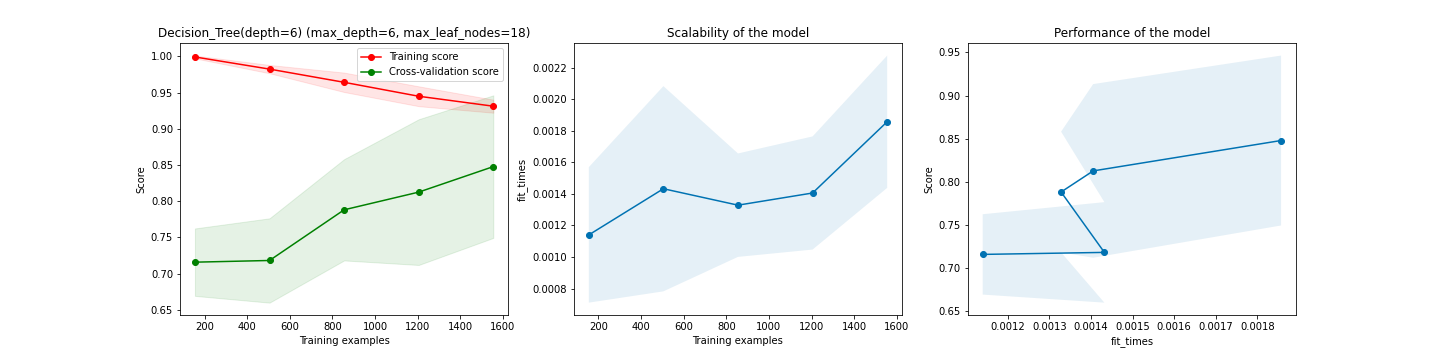 Decision_Tree(depth=6) (max_depth=6, max_leaf_nodes=18)
Training score
Cross-validation score
1.00
0.95
0.90
0.85
0.80
0.75
0.70
0.65
Score
200 400 600 800 1000 1200 1400 1600
Training examples
Scalability of the model
0.0022
0.0020
0.0018
0.0016
0.0014
0.0012
0.0010
0.0008
fit_times
200 400 600 800 1000 1200 1400 1600
Training examples
Performance of the model
0.95
0.90
0.85
0.80
0.75
0.70
0.65
Score
0.0012 0.0013 0.0014 0.0015 0.0016 0.0017 0.0018
fit_times